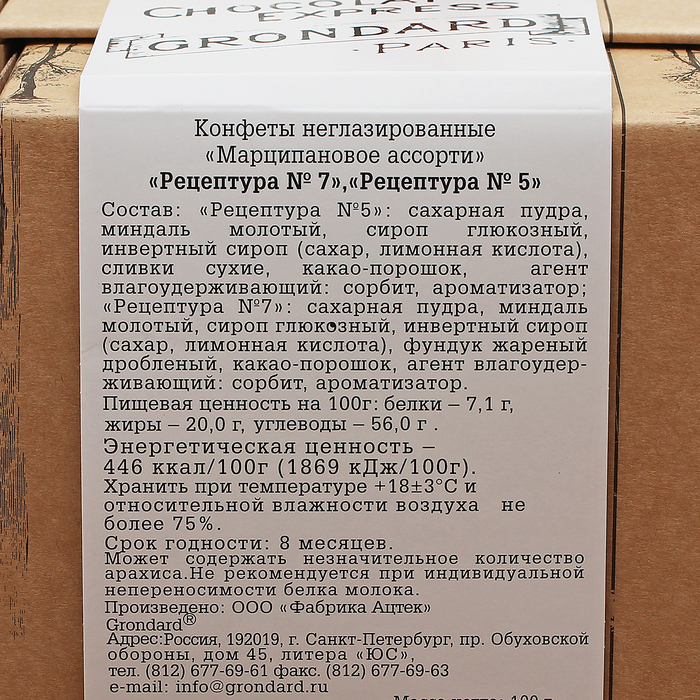 CHOCOLAT
EXPRESS
GRONDARD
· PARIS ·
Конфеты неглазированные
«Марципановое ассорти»
«Рецептура № 7»,«Рецептура № 5»
Состав: «Рецептура №5»: сахарная пудра,
миндаль молотый, сироп глюкозный,
инвертный сироп (сахар, лимонная кислота),
сливки сухие, какао-порошок, агент
влагоудерживающий: сорбит, ароматизатор;
«Рецептура №7»: сахарная пудра, миндаль
молотый, сироп глюкозный, инвертный сироп
(сахар, лимонная кислота), фундук жареный
дробленый, какао-порошок, агент влагоудер-
живающий: сорбит, ароматизатор.
Пищевая ценность на 100г: белки – 7,1 г,
жиры – 20,0 г, углеводы – 56,0 г .
Энергетическая ценность –
446 ккал/100г (1869 кДж/100г).
Хранить при температуре +18±3°С и
относительной влажности воздуха не
более 75%.
Срок годности: 8 месяцев.
Может содержать незначительное количество
арахиса.Не рекомендуется при индивидуальной
непереносимости белка молока.
Произведено: ООО «Фабрика Ацтек»
Grondard®
Адрес:Россия, 192019, г. Санкт-Петербург, пр. Обуховской
обороны, дом 45, литера «ЮС»,
тел. (812) 677-69-61 факс. (812) 677-69-63
e-mail: info@grondard.ru
Масса нетто: 100 г